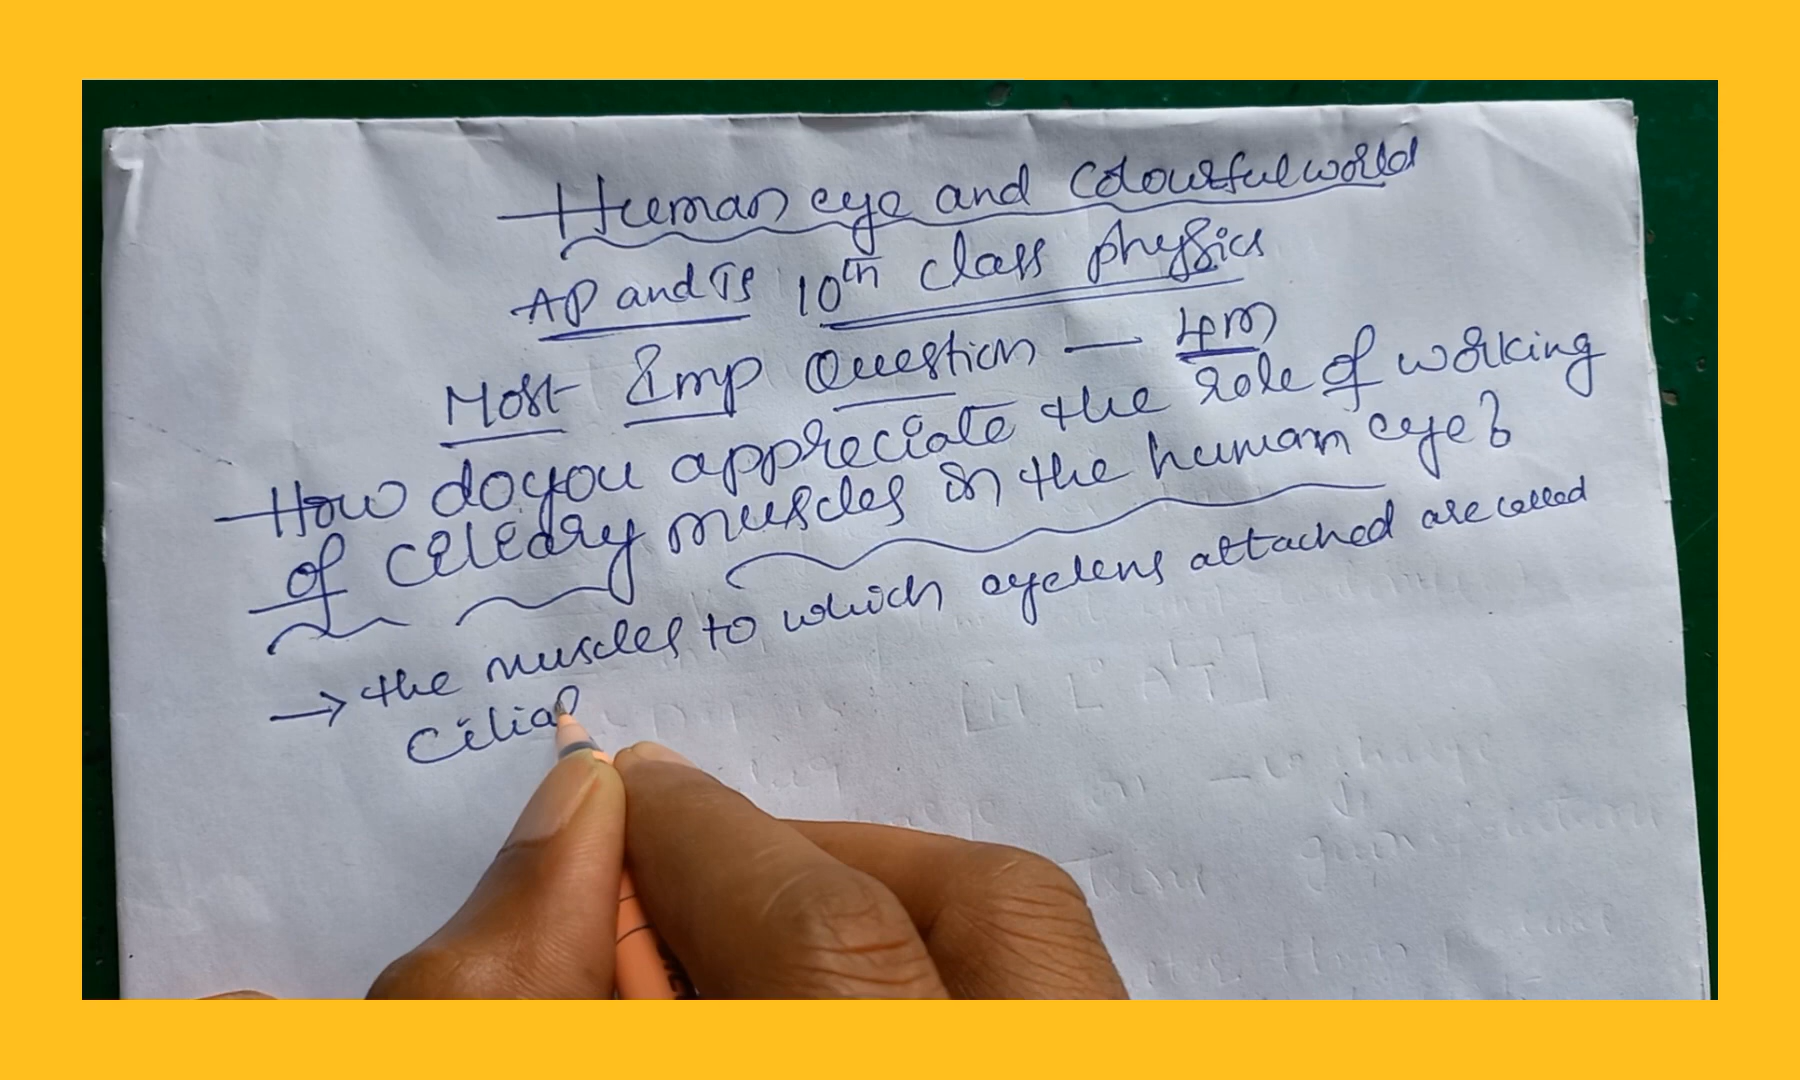 Human eye and Colourful world
AP and TS 10th class physics
Most Imp Question — 4m
How do you appreciate the role of working
of ciliary muscles in the human eye?
→ the muscles to which eyelens attached are called
Cilia